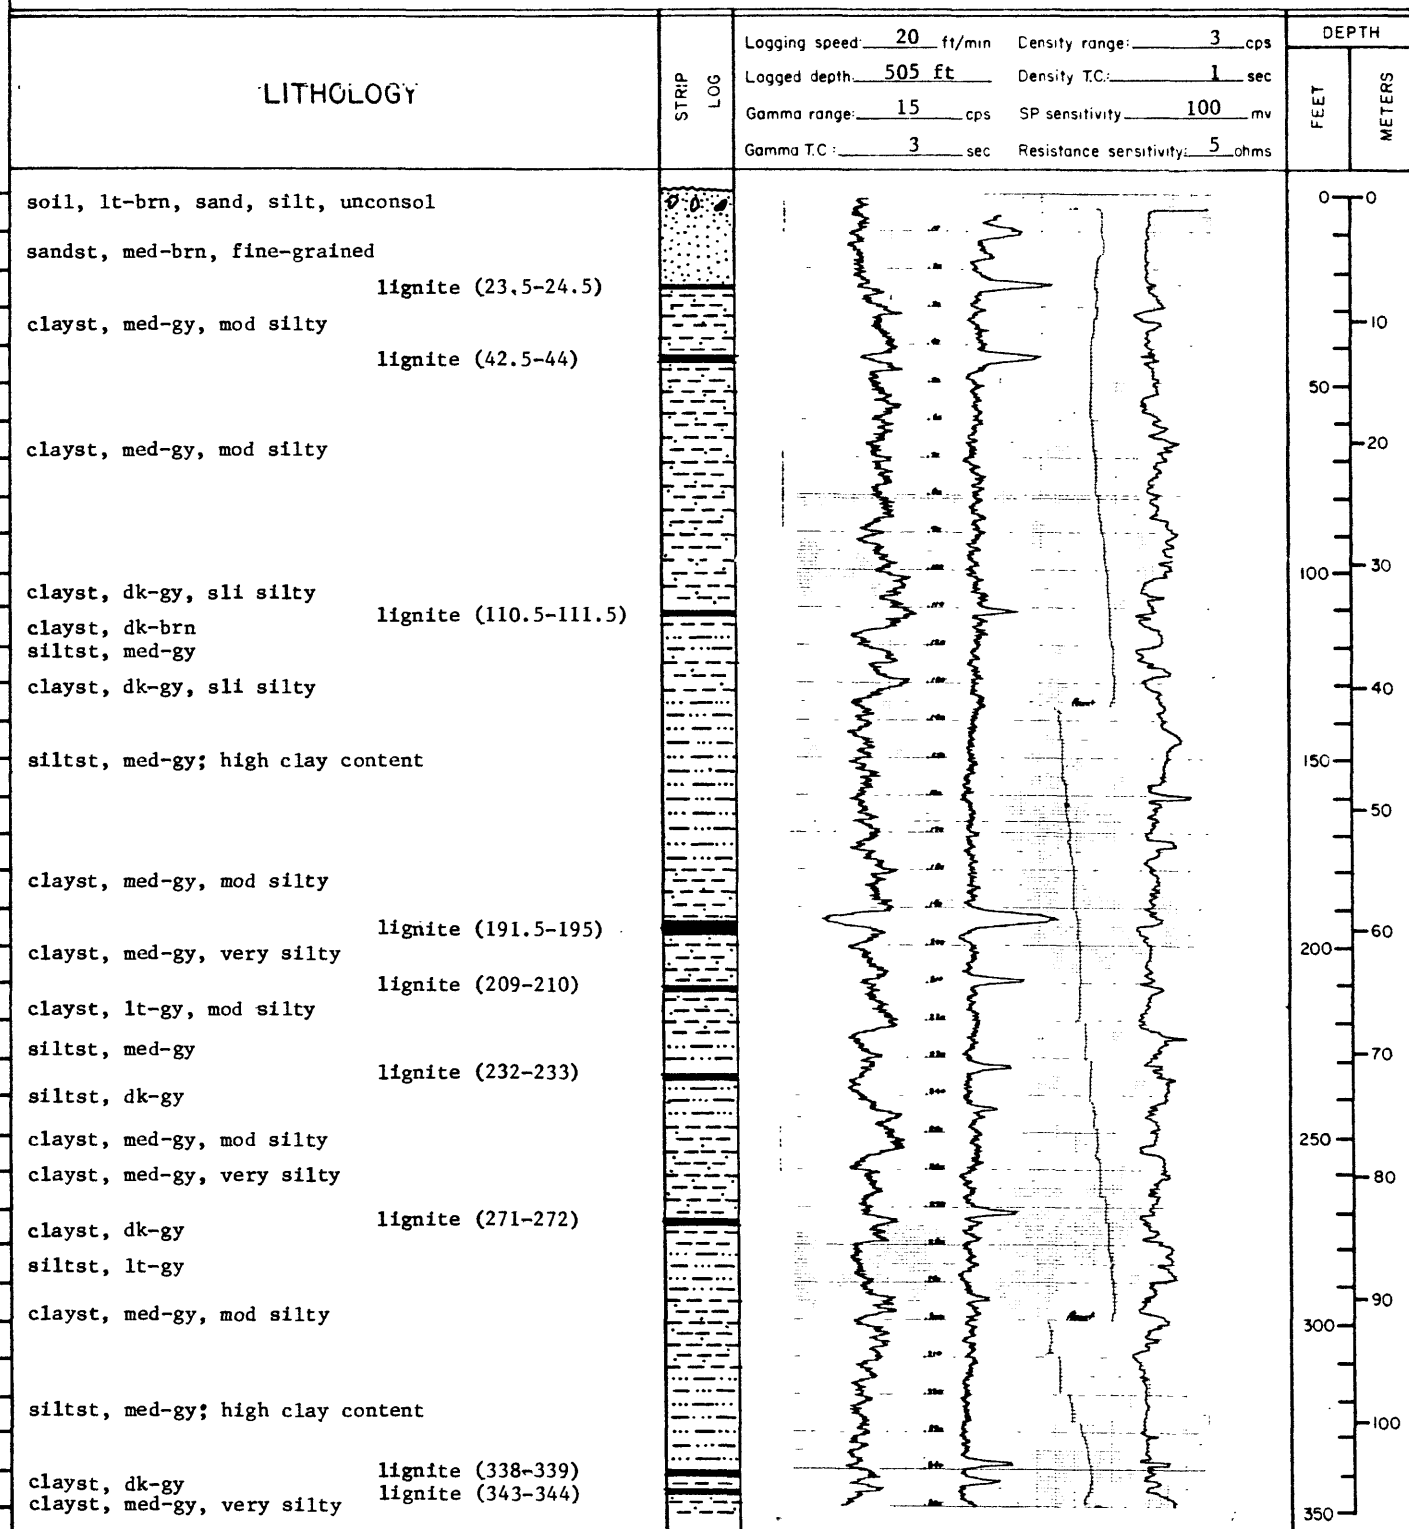 LITHOLOGY
STRIP LOG
Logging speed: 20 ft/min Density range: 3 cps
Logged depth: 505 ft Density T.C.: 1 sec
Gamma range: 15 cps SP sensitivity 100 mv
Gamma T.C: 3 sec Resistance sensitivity: 5 ohms
DEPTH
FEET
METERS
soil, lt-brn, sand, silt, unconsol
sandst, med-brn, fine-grained
lignite (23.5-24.5)
clayst, med-gy, mod silty
lignite (42.5-44)
clayst, med-gy, mod silty
clayst, dk-gy, sli silty
lignite (110.5-111.5)
clayst, dk-brn
siltst, med-gy
clayst, dk-gy, sli silty
siltst, med-gy; high clay content
clayst, med-gy, mod silty
lignite (191.5-195)
clayst, med-gy, very silty
lignite (209-210)
clayst, lt-gy, mod silty
siltst, med-gy
lignite (232-233)
siltst, dk-gy
clayst, med-gy, mod silty
clayst, med-gy, very silty
lignite (271-272)
clayst, dk-gy
siltst, lt-gy
clayst, med-gy, mod silty
siltst, med-gy; high clay content
lignite (338-339)
clayst, dk-gy
lignite (343-344)
clayst, med-gy, very silty
0
50
100
150
200
250
300
350
0
10
20
30
40
50
60
70
80
90
100